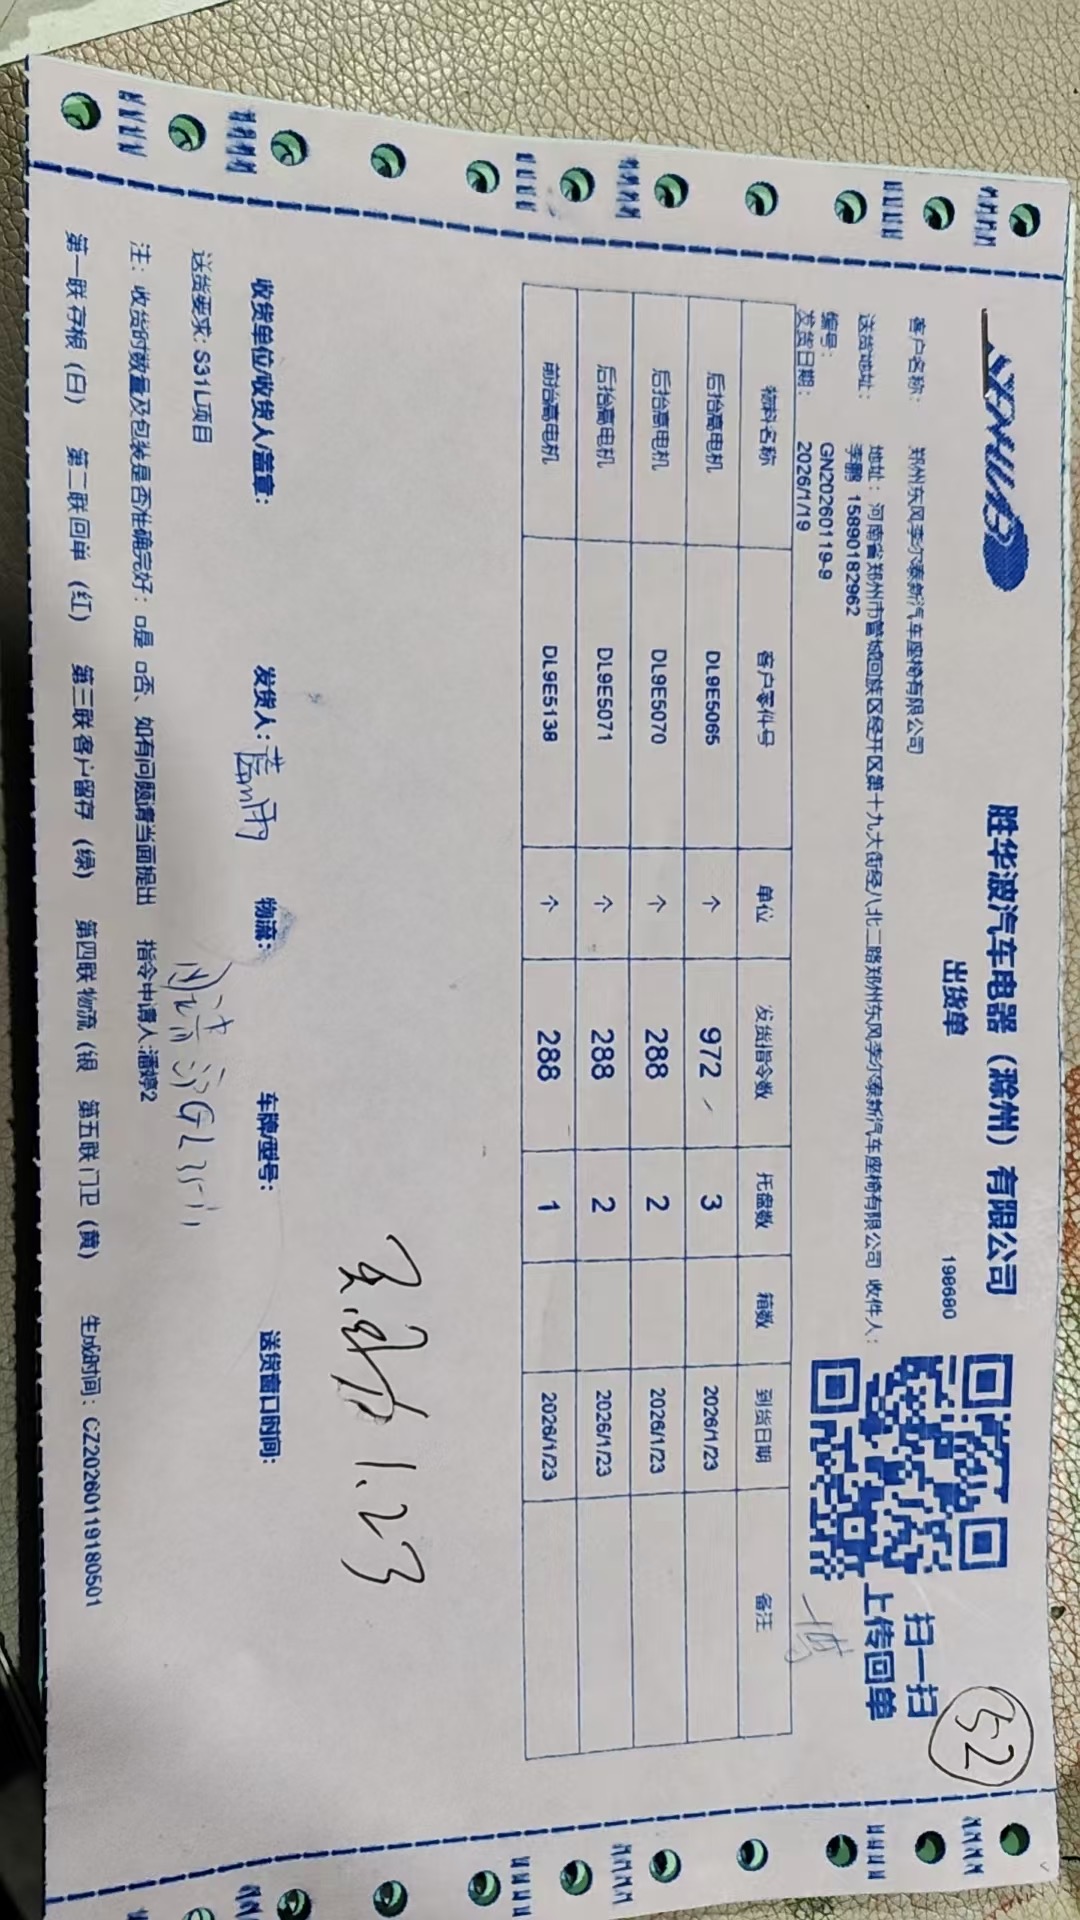 胜华波汽车电器（滁州）有限公司
出货单
198680
扫一扫
上传回单
52
客户名称： 郑州东风李尔泰新汽车座椅有限公司
送货地址： 地址：河南省郑州市管城回族区经开区第十九大街经八北二路郑州东风李尔泰新汽车座椅有限公司 收件人：
李鹏 15890182962
编号： GN20260119-9
发货日期： 2026/1/19
物料名称 客户零件号 单位 发货指令数 托盘数 箱数 到货日期 备注
后抬高电机 DL9E5065 个 972 3 2026/1/23
后抬高电机 DL9E5070 个 288 2 2026/1/23
后抬高电机 DL9E5071 个 288 2 2026/1/23
前抬高电机 DL9E5138 个 288 1 2026/1/23
1.23
收货单位/收货人/盖章： 发货人： 物流： 车牌/型号： 送货窗口时间：
送货要求: S31L项目
注：收货时数量及包装是否准确完好：□是 □否、如有问题请当面提出 指令申请人:潘婷2
第一联 存根（白） 第二联 回单（红） 第三联 客户留存（绿） 第四联 物流（银 第五联 门卫（黄） 生成时间：CZ20260119180501